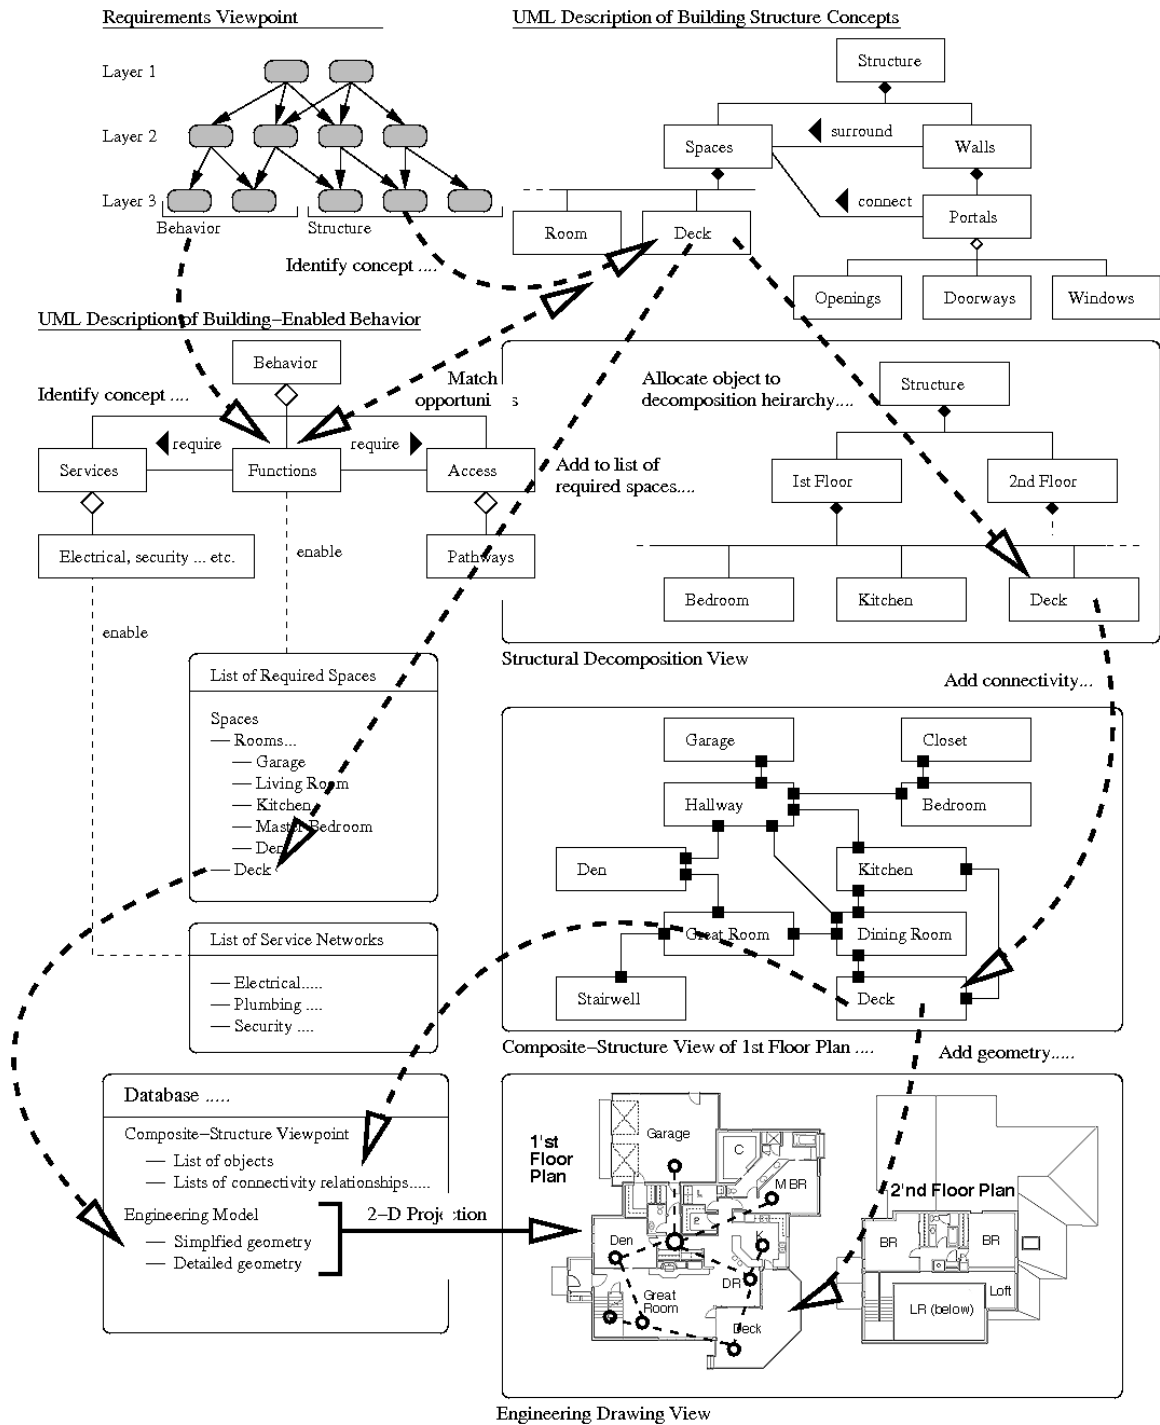 Requirements Viewpoint
Layer 1
Layer 2
Layer 3
Behavior
Structure
Identify concept ....
UML Description of Building Structure Concepts
Structure
surround
Spaces
Walls
connect
Room
Deck
Portals
Openings
Doorways
Windows
UML Description of Building−Enabled Behavior
Behavior
Identify concept ....
Match
opportuni s
require
require
Services
Functions
Access
enable
Electrical, security ... etc.
Pathways
enable
Allocate object to
decomposition heirarchy....
Add to list of
required spaces....
Structure
1st Floor
2nd Floor
Bedroom
Kitchen
Deck
Structural Decomposition View
Add connectivity...
List of Required Spaces
Spaces
— Rooms...
— Garage
— Living Room
— Kitchen
— Master Bedroom
— Den
— Deck
List of Service Networks
— Electrical.....
— Plumbing ....
— Security ....
Garage
Closet
Hallway
Bedroom
Den
Kitchen
Great Room
Dining Room
Stairwell
Deck
Composite−Structure View of 1st Floor Plan ....
Add geometry.....
Database .....
Composite−Structure Viewpoint
— List of objects
— Lists of connectivity relationships.....
Engineering Model
— Simplfied geometry
— Detailed geometry
2−D Projection
1'st
Floor
Plan
Garage
C
M BR
L
Den
K
DR
Great
Room
Deck
2'nd Floor Plan
BR
BR
Loft
LR (below)
Engineering Drawing View